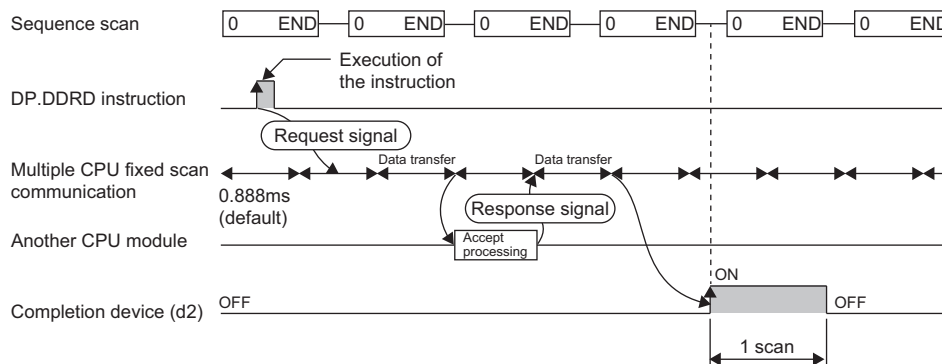 Sequence scan
0 END 0 END 0 END 0 END 0 END 0 END
Execution of
the instruction
DP.DDRD instruction
Request signal
Multiple CPU fixed scan
communication
Data transfer Data transfer
0.888ms
(default)
Response signal
Another CPU module
Accept
processing
ON
Completion device (d2)
OFF OFF
1 scan